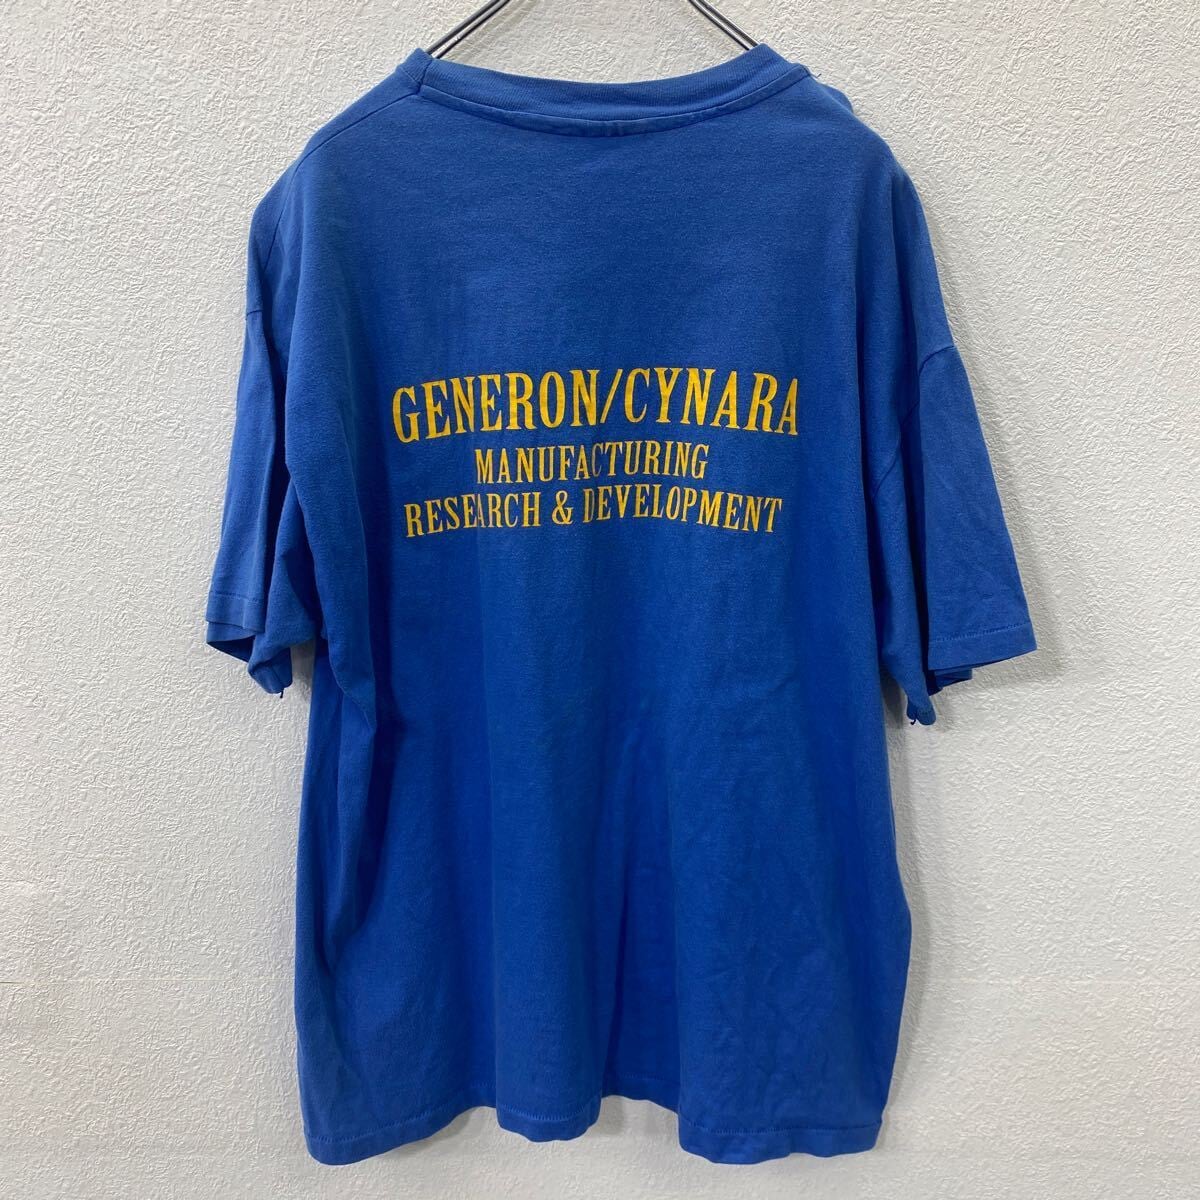 GENERON/CYNARA
MANUFACTURING
RESEARCH & DEVELOPMENT